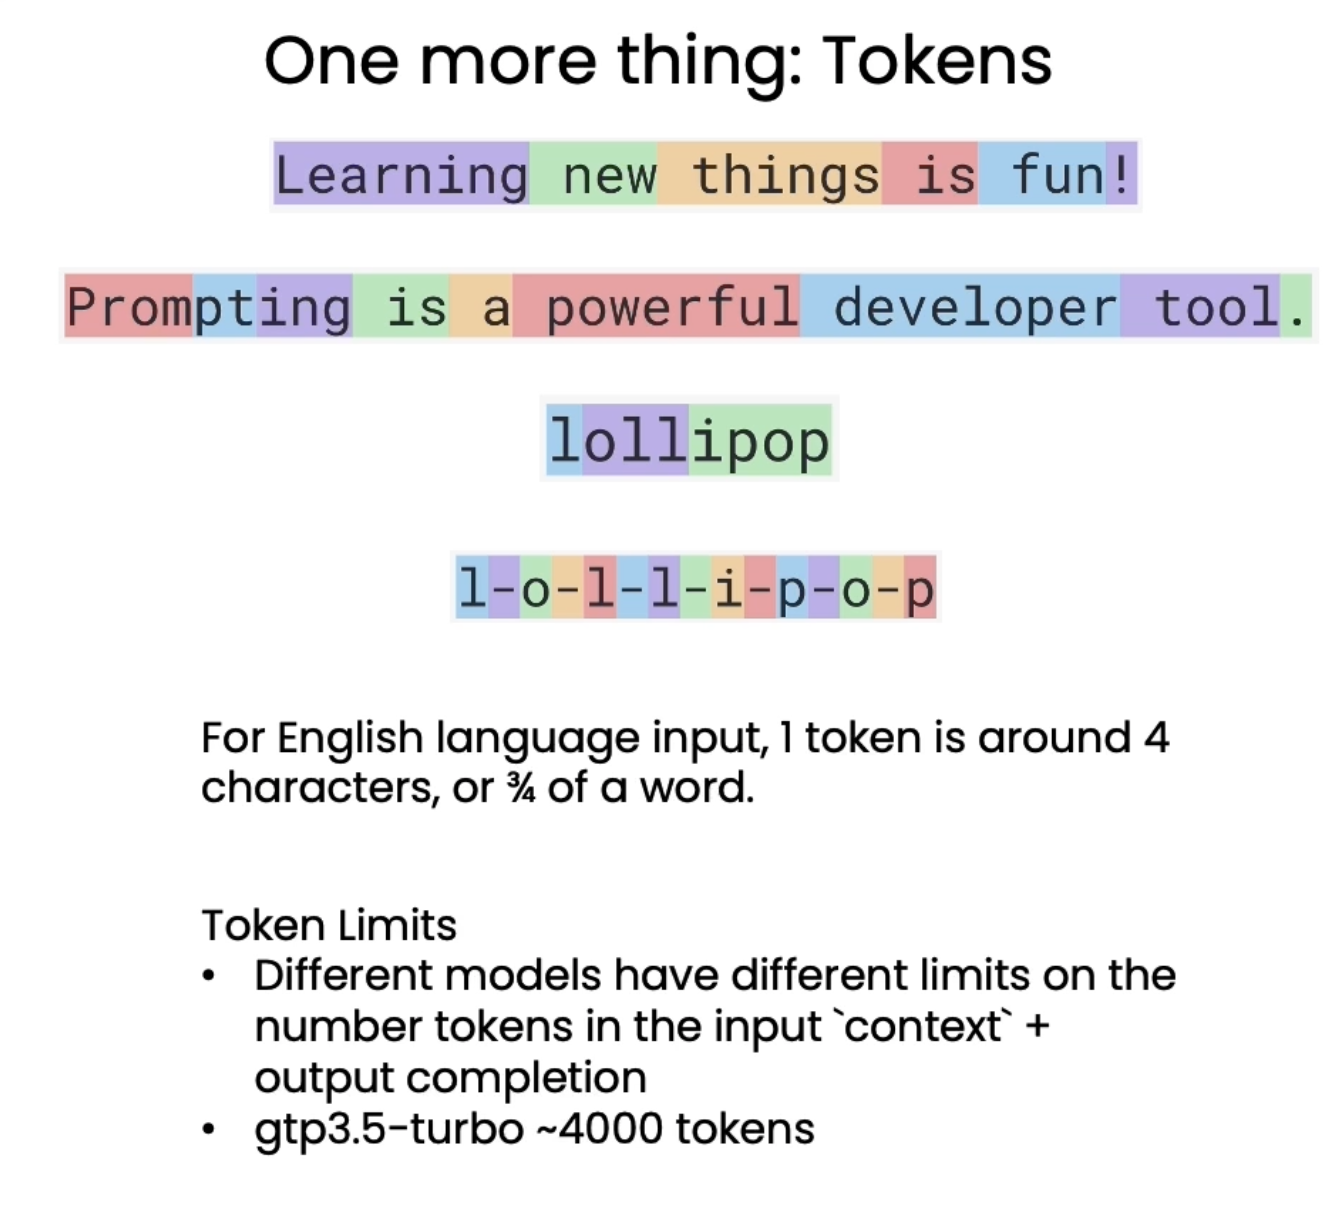 One more thing: Tokens
Learning new things is fun!
Prompting is a powerful developer tool.
lollipop
l-o-l-l-i-p-o-p
For English language input, 1 token is around 4
characters, or ¾ of a word.
Token Limits
• Different models have different limits on the
number tokens in the input `context` +
output completion
• gtp3.5-turbo ~4000 tokens